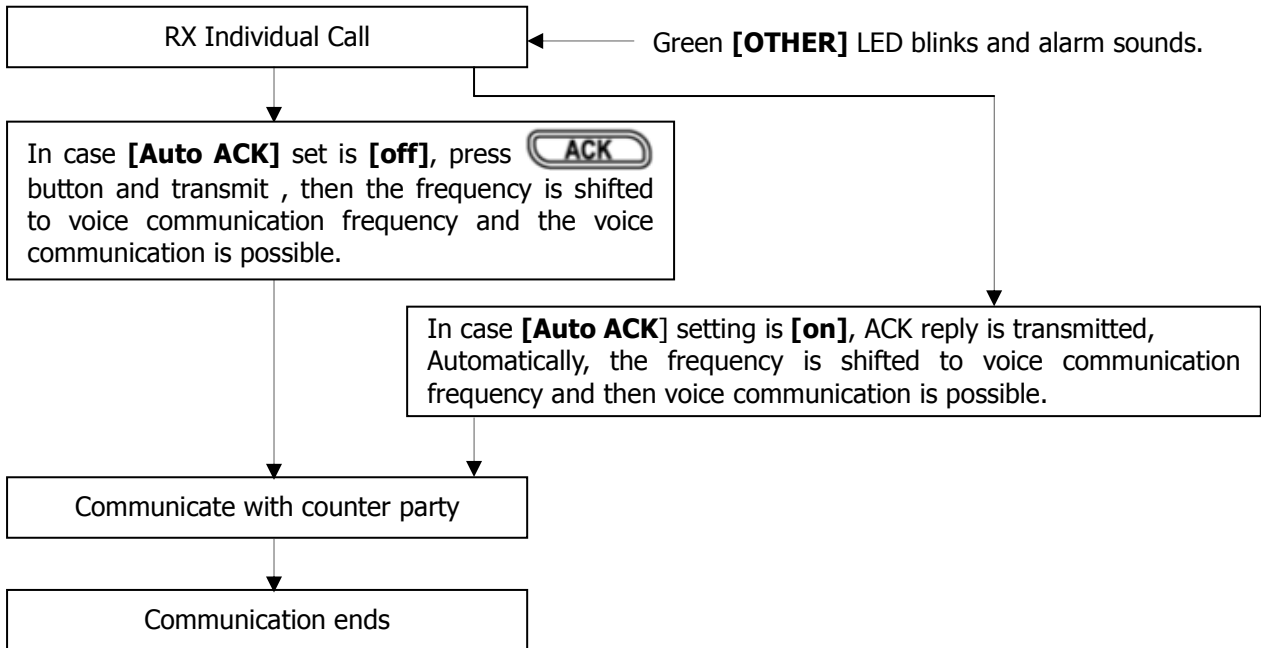 RX Individual Call
Green [OTHER] LED blinks and alarm sounds.
In case [Auto ACK] set is [off], press ACK
button and transmit , then the frequency is shifted
to voice communication frequency and the voice
communication is possible.
In case [Auto ACK] setting is [on], ACK reply is transmitted,
Automatically, the frequency is shifted to voice communication
frequency and then voice communication is possible.
Communicate with counter party
Communication ends